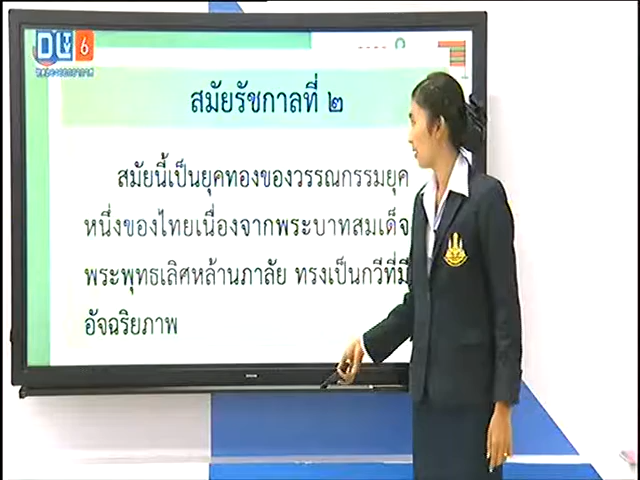 DLTV 6
สมัยรัชกาลที่ ๒
สมัยนี้เป็นยุคทองของวรรณกรรมยุค
หนึ่งของไทยเนื่องจากพระบาทสมเด็จ
พระพุทธเลิศหล้านภาลัย ทรงเป็นกวีที่มี
อัจฉริยภาพ